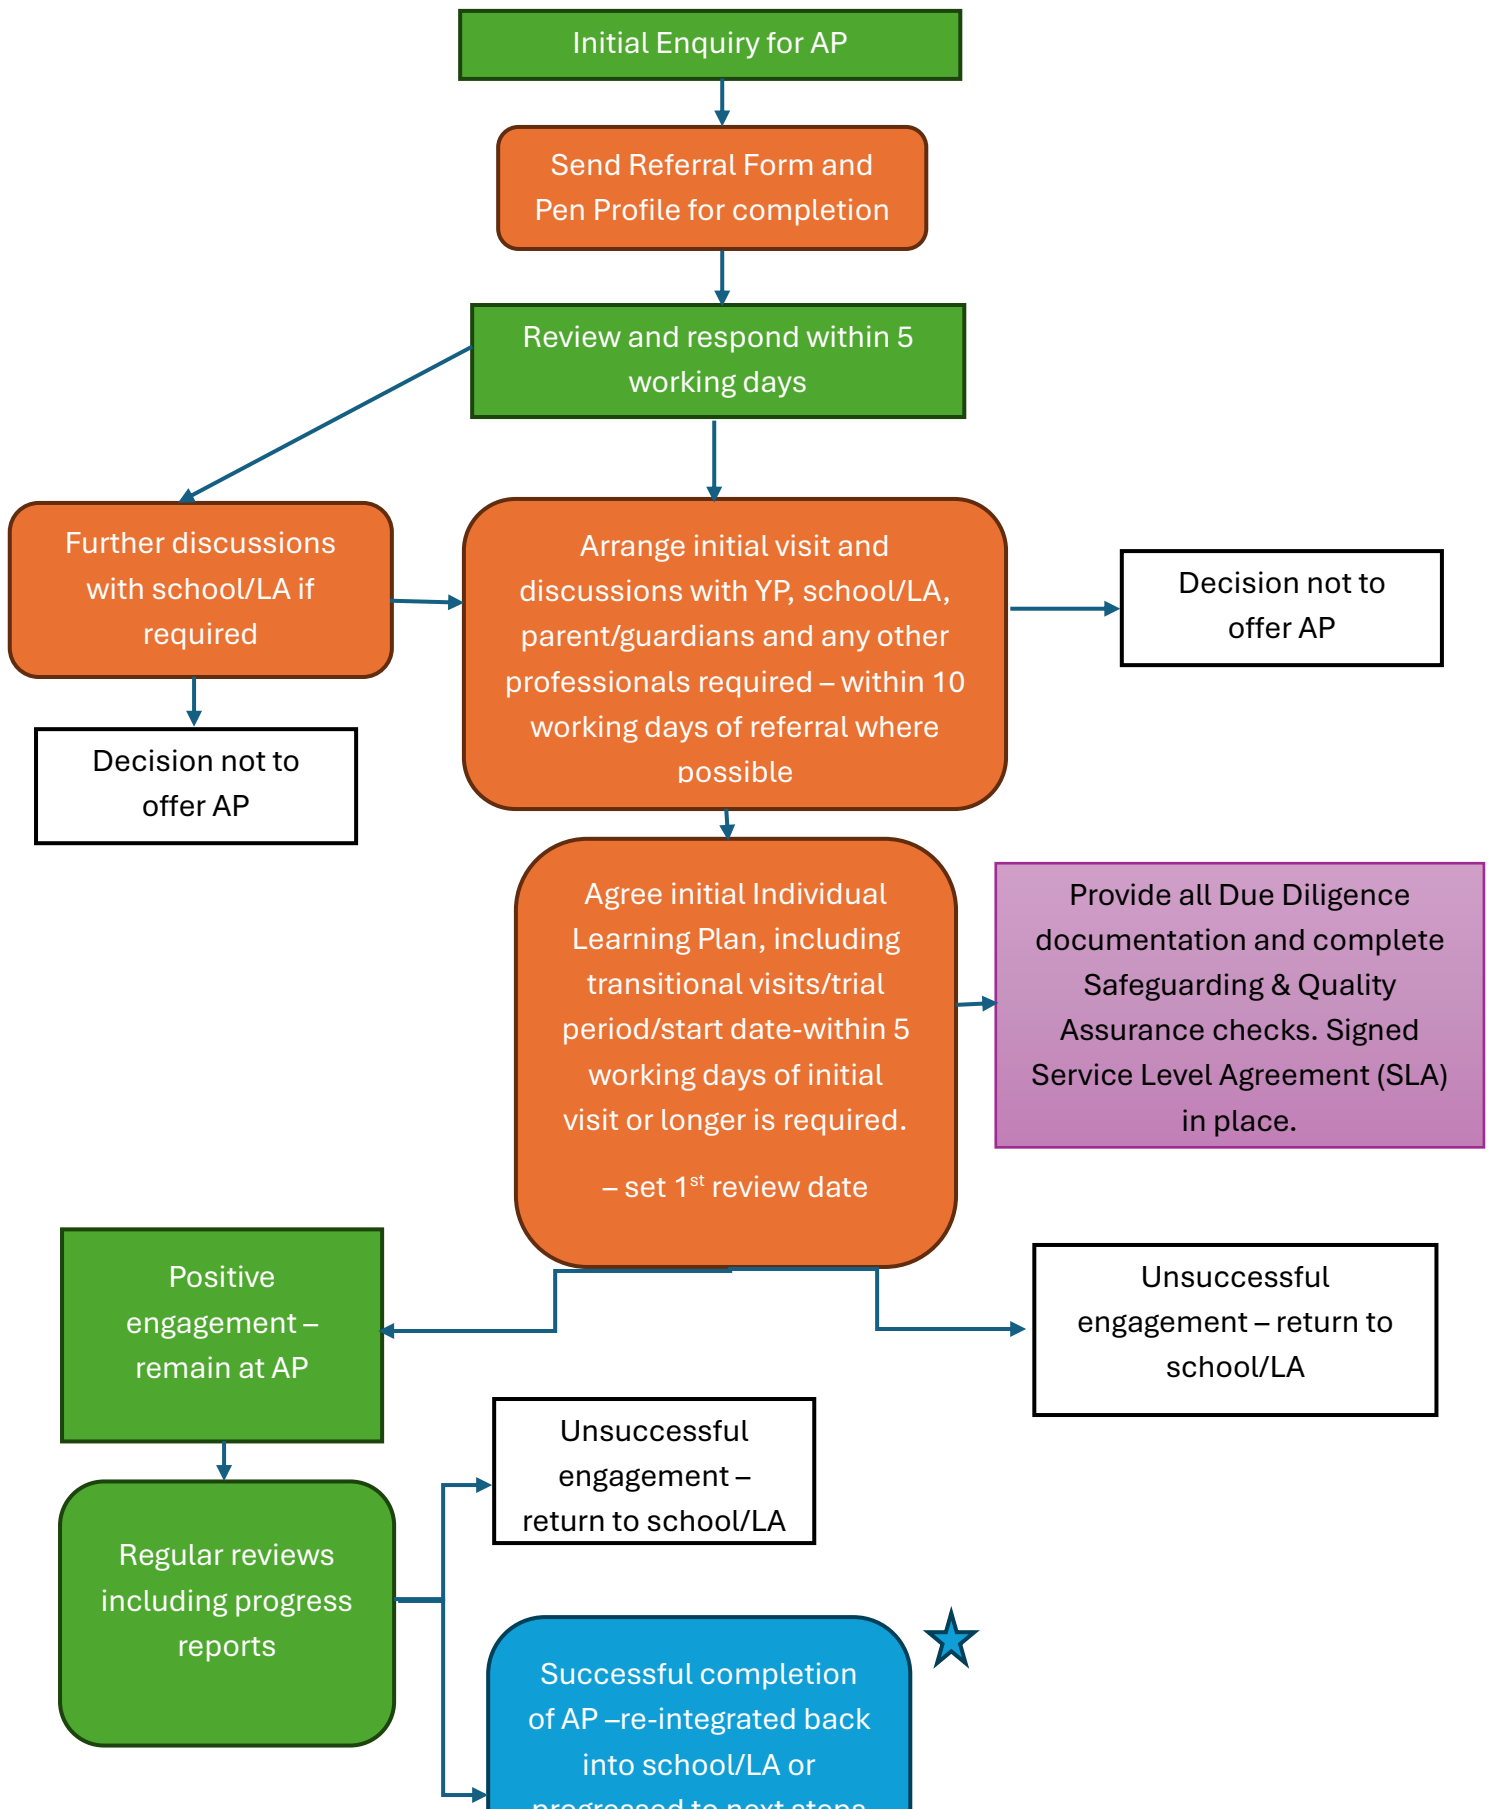 Initial Enquiry for AP
Send Referral Form and
Pen Profile for completion
Review and respond within 5
working days
Further discussions
with school/LA if
required
Arrange initial visit and
discussions with YP, school/LA,
parent/guardians and any other
professionals required – within 10
working days of referral where
possible
Decision not to
offer AP
Decision not to
offer AP
Agree initial Individual
Learning Plan, including
transitional visits/trial
period/start date-within 5
working days of initial
visit or longer is required.
– set 1st review date
Provide all Due Diligence
documentation and complete
Safeguarding & Quality
Assurance checks. Signed
Service Level Agreement (SLA)
in place.
Positive
engagement –
remain at AP
Unsuccessful
engagement – return to
school/LA
Unsuccessful
engagement –
return to school/LA
Regular reviews
including progress
reports
Successful completion
of AP –re-integrated back
into school/LA or
progressed to next steps